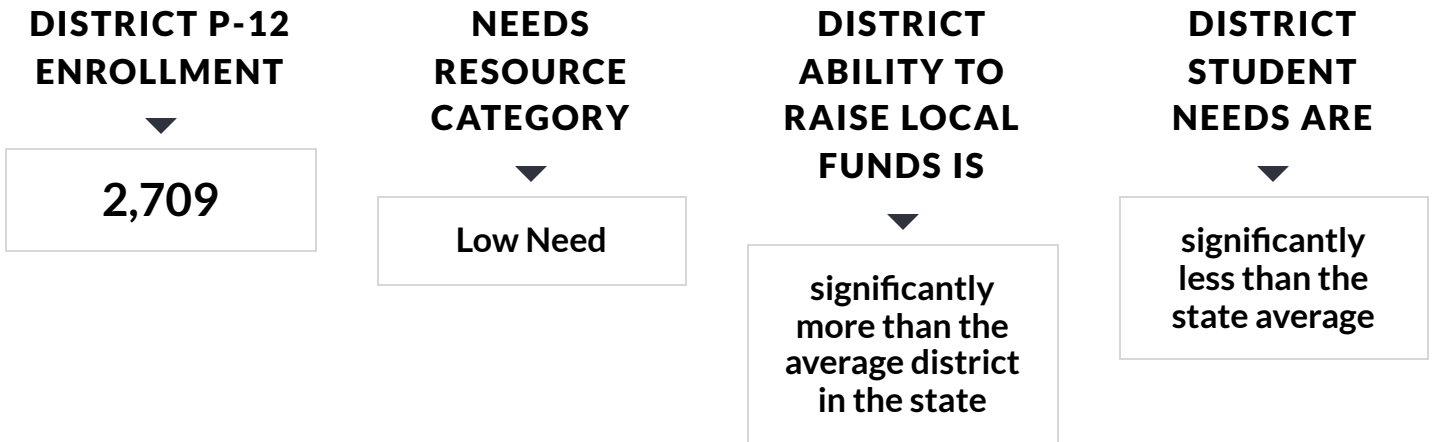 DISTRICT P-12
ENROLLMENT
2,709
NEEDS
RESOURCE
CATEGORY
Low Need
DISTRICT
ABILITY TO
RAISE LOCAL
FUNDS IS
significantly
more than the
average district
in the state
DISTRICT
STUDENT
NEEDS ARE
significantly
less than the
state average